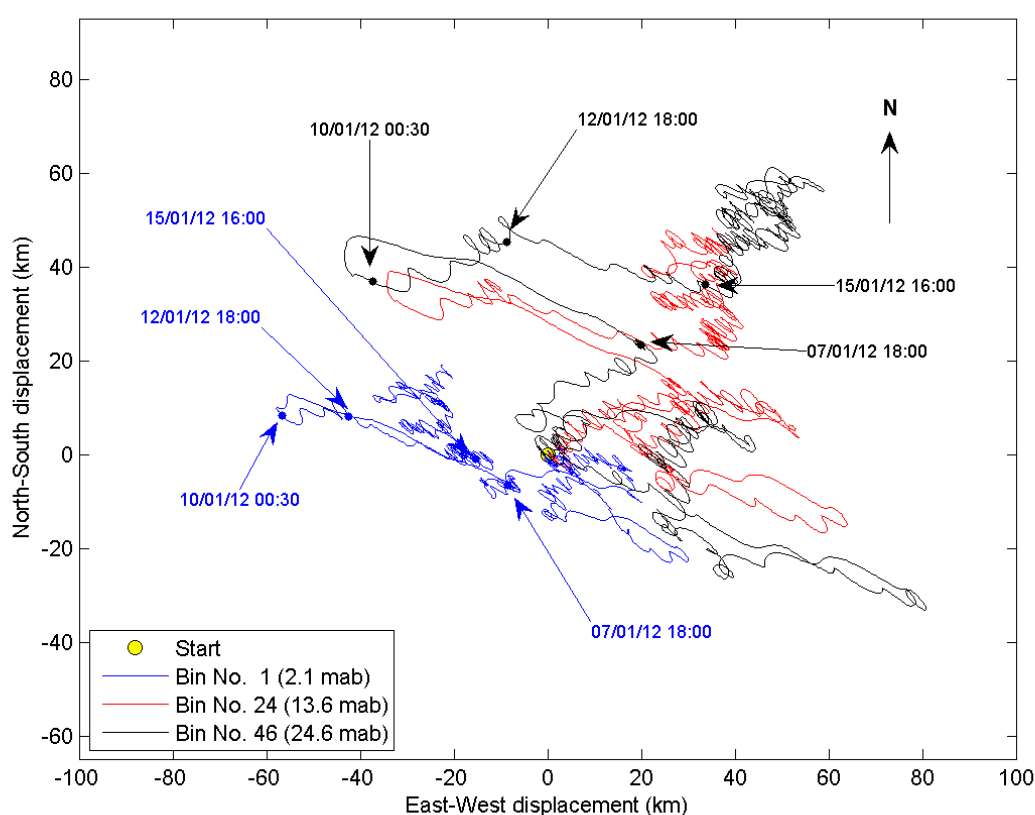 12/01/12 18:00
10/01/12 00:30
N
15/01/12 16:00
15/01/12 16:00
12/01/12 18:00
07/01/12 18:00
10/01/12 00:30
07/01/12 18:00
Start
Bin No. 1 (2.1 mab)
Bin No. 24 (13.6 mab)
Bin No. 46 (24.6 mab)
North-South displacement (km)
80
60
40
20
0
-20
-40
-60
-100 -80 -60 -40 -20 0 20 40 60 80 100
East-West displacement (km)